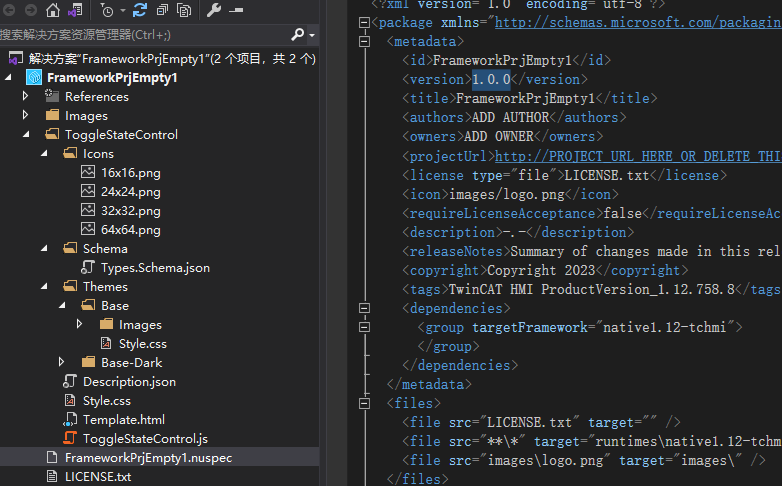 搜索解决方案资源管理器(Ctrl+;)
解决方案"FrameworkPrjEmpty1"(2 个项目，共 2 个)
FrameworkPrjEmpty1
References
Images
ToggleStateControl
Icons
16x16.png
24x24.png
32x32.png
64x64.png
Schema
Types.Schema.json
Themes
Base
Images
Style.css
Base-Dark
Description.json
Style.css
Template.html
ToggleStateControl.js
FrameworkPrjEmpty1.nuspec
LICENSE.txt
<?xml version="1.0" encoding="utf-8"?>
<package xmlns="http://schemas.microsoft.com/packagin
<metadata>
<id>FrameworkPrjEmpty1</id>
<version>1.0.0</version>
<title>FrameworkPrjEmpty1</title>
<authors>ADD AUTHOR</authors>
<owners>ADD OWNER</owners>
<projectUrl>http://PROJECT_URL_HERE_OR_DELETE_THI
<license type="file">LICENSE.txt</license>
<icon>images/logo.png</icon>
<requireLicenseAcceptance>false</requireLicenseAc
<description>-.-</description>
<releaseNotes>Summary of changes made in this rel
<copyright>Copyright 2023</copyright>
<tags>TwinCAT HMI ProductVersion_1.12.758.8</tags
<dependencies>
<group targetFramework="native1.12-tchmi">
</group>
</dependencies>
</metadata>
<files>
<file src="LICENSE.txt" target="" />
<file src="**\*" target="runtimes\native1.12-tchm
<file src="images\logo.png" target="images\" />
</files>